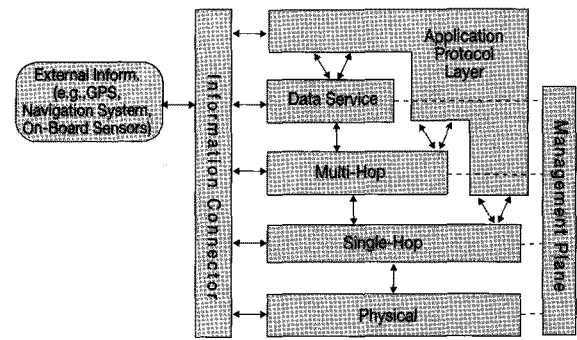 External Inform.
(e.g., GPS,
Navigation System,
On-Board Sensors)
Information Connector
Application
Protocol
Layer
Data Service
Multi-Hop
Single-Hop
Physical
Management Plane